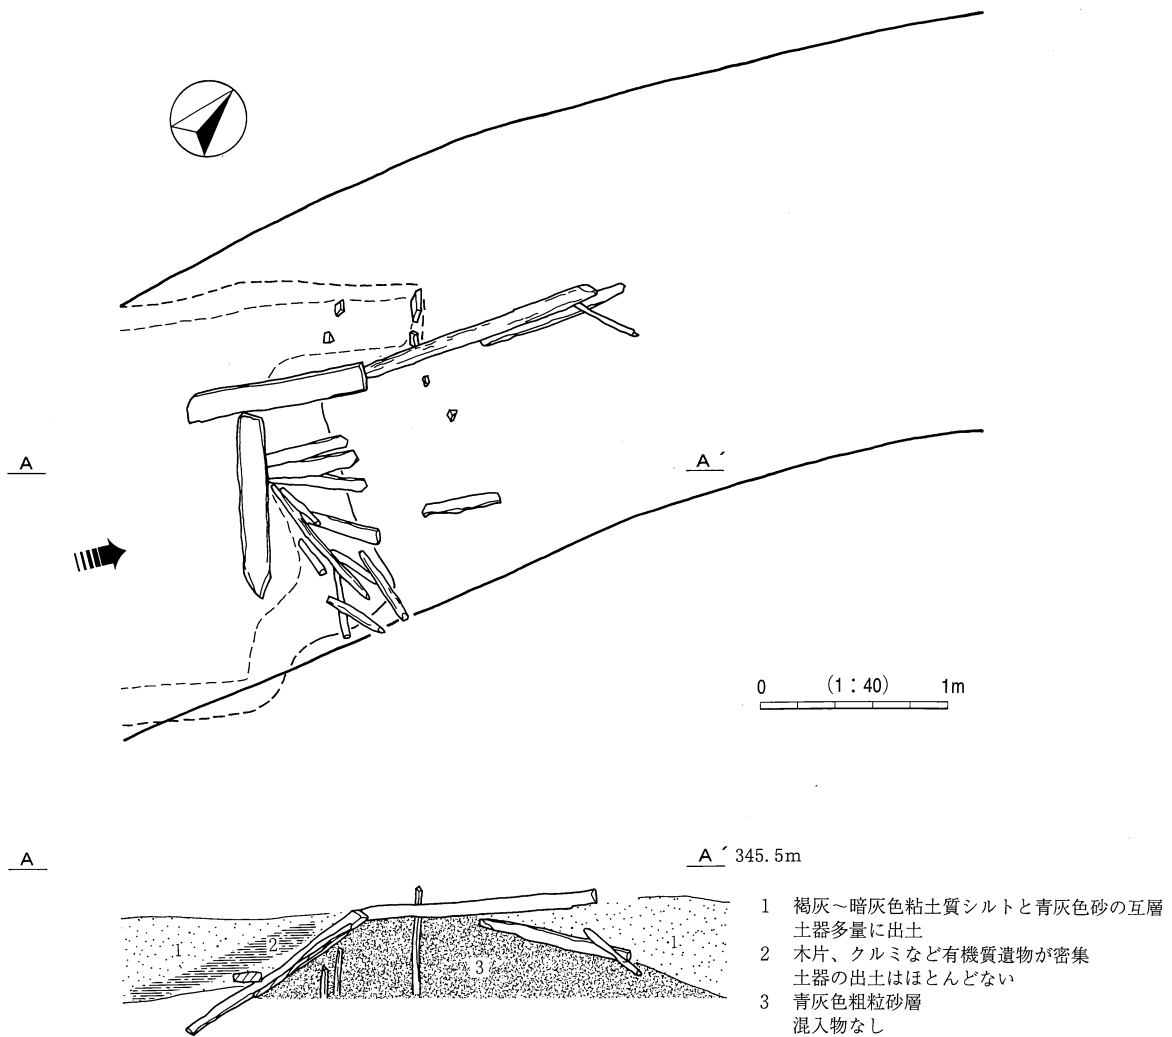 A
A´
0 (1：40) 1m
A
A´ 345.5m
1
2
3
1
1 褐灰～暗灰色粘土質シルトと青灰色砂の互層
土器多量に出土
2 木片、クルミなど有機質遺物が密集
土器の出土はほとんどない
3 青灰色粗粒砂層
混入物なし